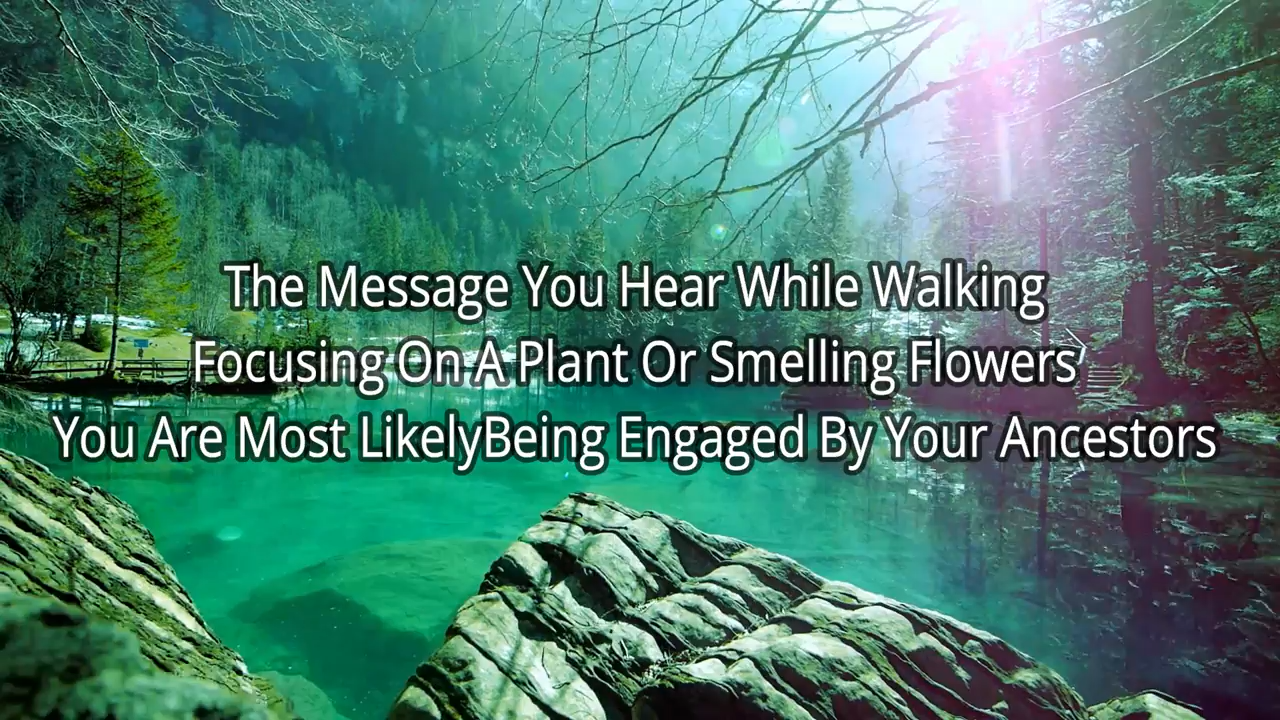 The Message You Hear While Walking
Focusing On A Plant Or Smelling Flowers
You Are Most LikelyBeing Engaged By Your Ancestors